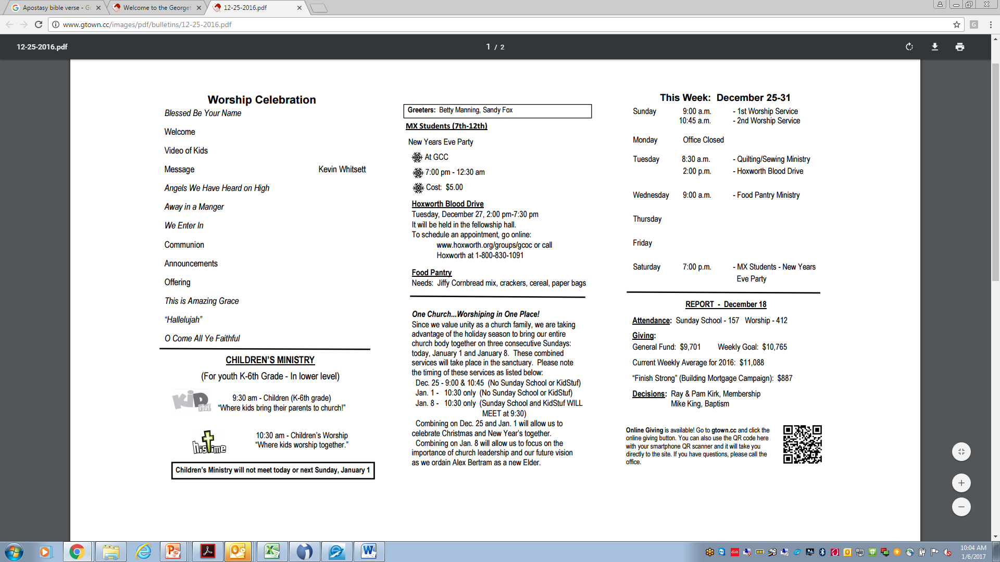 Apostasy bible verse - Go
Welcome to the Georget
12-25-2016.pdf
www.gtown.cc/images/pdf/bulletins/12-25-2016.pdf
12-25-2016.pdf
1 / 2
Worship Celebration
Blessed Be Your Name
Welcome
Video of Kids
Message Kevin Whitsett
Angels We Have Heard on High
Away in a Manger
We Enter In
Communion
Announcements
Offering
This is Amazing Grace
“Hallelujah”
O Come All Ye Faithful
CHILDREN’S MINISTRY
(For youth K-6th Grade - In lower level)
KiD stuf
9:30 am - Children (K-6th grade)
“Where kids bring their parents to church!”
histime
10:30 am - Children’s Worship
“Where kids worship together.”
Children’s Ministry will not meet today or next Sunday, January 1
Greeters: Betty Manning, Sandy Fox
MX Students (7th-12th)
New Years Eve Party
At GCC
7:00 pm - 12:30 am
Cost: $5.00
Hoxworth Blood Drive
Tuesday, December 27, 2:00 pm-7:30 pm
It will be held in the fellowship hall.
To schedule an appointment, go online:
www.hoxworth.org/groups/gcoc or call
Hoxworth at 1-800-830-1091
Food Pantry
Needs: Jiffy Cornbread mix, crackers, cereal, paper bags
One Church...Worshiping in One Place!
Since we value unity as a church family, we are taking
advantage of the holiday season to bring our entire
church body together on three consecutive Sundays:
today, January 1 and January 8. These combined
services will take place in the sanctuary. Please note
the timing of these services as listed below:
Dec. 25 - 9:00 & 10:45 (No Sunday School or KidStuf)
Jan. 1 - 10:30 only (No Sunday School or KidStuf)
Jan. 8 - 10:30 only (Sunday School and KidStuf WILL
MEET at 9:30)
Combining on Dec. 25 and Jan. 1 will allow us to
celebrate Christmas and New Year’s together.
Combining on Jan. 8 will allow us to focus on the
importance of church leadership and our future vision
as we ordain Alex Bertram as a new Elder.
This Week: December 25-31
Sunday 9:00 a.m. - 1st Worship Service
10:45 a.m. - 2nd Worship Service
Monday Office Closed
Tuesday 8:30 a.m. - Quilting/Sewing Ministry
2:00 p.m. - Hoxworth Blood Drive
Wednesday 9:00 a.m. - Food Pantry Ministry
Thursday
Friday
Saturday 7:00 p.m. - MX Students - New Years
Eve Party
REPORT - December 18
Attendance: Sunday School - 157 Worship - 412
Giving:
General Fund: $9,701 Weekly Goal: $10,765
Current Weekly Average for 2016: $11,088
“Finish Strong” (Building Mortgage Campaign): $887
Decisions: Ray & Pam Kirk, Membership
Mike King, Baptism
Online Giving is available! Go to gtown.cc and click the
online giving button. You can also use the QR code here
with your smartphone QR scanner and it will take you
directly to the site. If you have questions, please call the
office.
dish
10:04 AM
1/6/2017